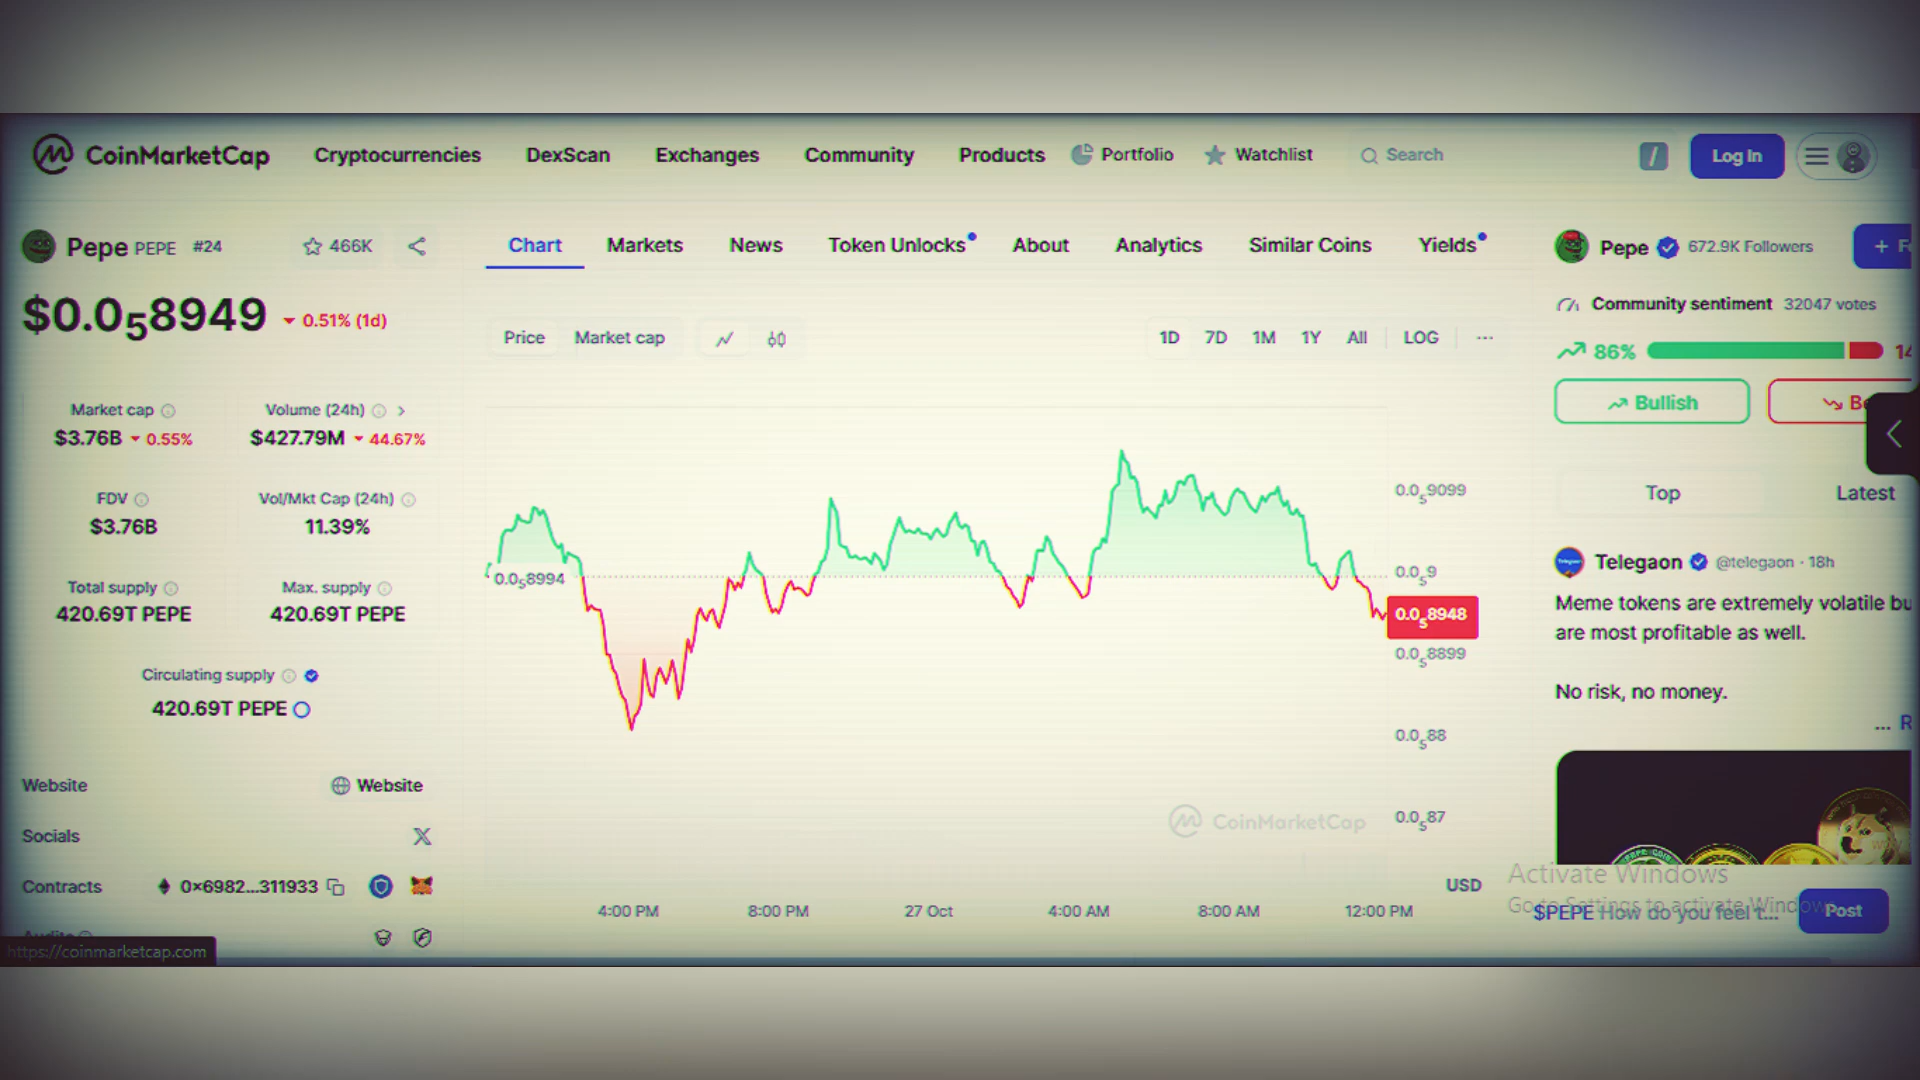 CoinMarketCap Cryptocurrencies DexScan Exchanges Community Products Portfolio Watchlist Search / Log In
Pepe PEPE #24 466K
$0.0₅8949 0.51% (1d)
Market cap
$3.76B 0.55%
Volume (24h)
$427.79M 44.67%
FDV
$3.76B
Vol/Mkt Cap (24h)
11.39%
Total supply
420.69T PEPE
Max. supply
420.69T PEPE
Circulating supply
420.69T PEPE
Website Website
Socials
Contracts 0x6982...311933
https://coinmarketcap.com
Chart Markets News Token Unlocks About Analytics Similar Coins Yields
Price Market cap
1D 7D 1M 1Y All LOG ...
0.0₅8994
0.0₅9099
0.0₅9
0.0₅8948
0.0₅8899
0.0₅88
0.0₅87
CoinMarketCap
USD
4:00 PM 8:00 PM 27 Oct 4:00 AM 8:00 AM 12:00 PM
Pepe 672.9K Followers
+ F
Community sentiment 32047 votes
86% 14
Bullish Be
Top Latest
Telegaon @telegaon · 18h
Meme tokens are extremely volatile bu
are most profitable as well.
No risk, no money.
... R
Activate Windows
Go to Settings to activate Windows.
$PEPE How do you feel t...
Post